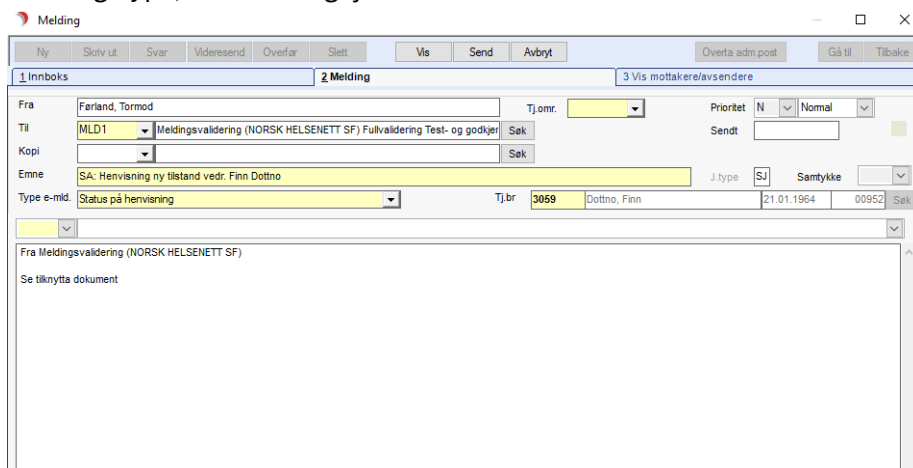 Melding
Ny Skriv ut Svar Videresend Overfør Slett Vis Send Avbryt Overta adm.post Gå til Tilbake
1 Innboks 2 Melding 3 Vis mottakere/avsendere
Fra Førland, Tormod Tj.omr. Prioritet N Normal
Til MLD1 Meldingsvalidering (NORSK HELSENETT SF) Fullvalidering Test- og godkjer Søk Sendt
Kopi Søk
Emne SA: Henvisning ny tilstand vedr. Finn Dottno J.type SJ Samtykke
Type e-mld. Status på henvisning Tj.br 3059 Dottno, Finn 21.01.1964 00952 Søk
Fra Meldingsvalidering (NORSK HELSENETT SF)
Se tilknytta dokument